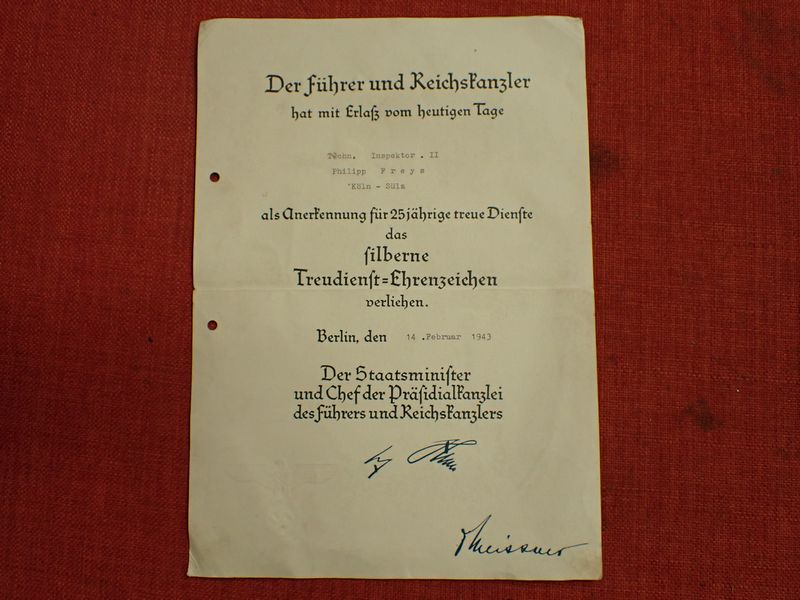 Der Führer und Reichskanzler
hat mit Erlaß vom heutigen Tage
Techn. Inspektor . II
Philipp Freys
Köln - Sülz
als Anerkennung für 25jährige treue Dienste
das
silberne
Treudienst=Ehrenzeichen
verliehen.
Berlin, den 14 .Februar 1943
Der Staatsminister
und Chef der Präsidialkanzlei
des Führers und Reichskanzlers
Meissner